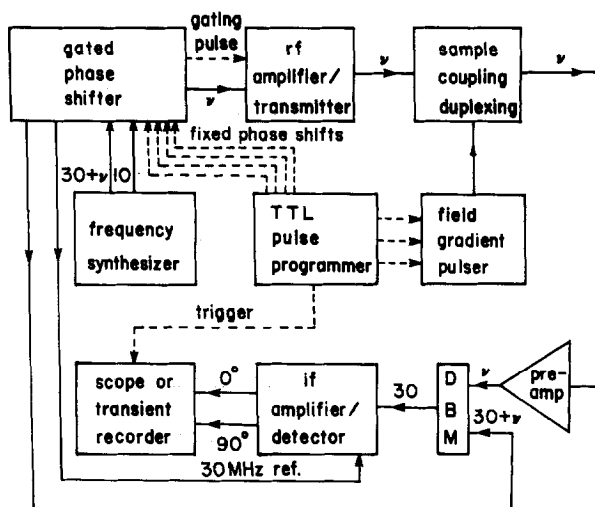 gated
phase
shifter
gating
pulse
ν
rf
amplifier/
transmitter
ν
sample
coupling
duplexing
ν
fixed phase shifts
30+ν
10
frequency
synthesizer
TTL
pulse
programmer
field
gradient
pulser
trigger
scope or
transient
recorder
0°
90°
if
amplifier/
detector
30
D
B
M
ν
30+ν
pre-
amp
30MHz ref.